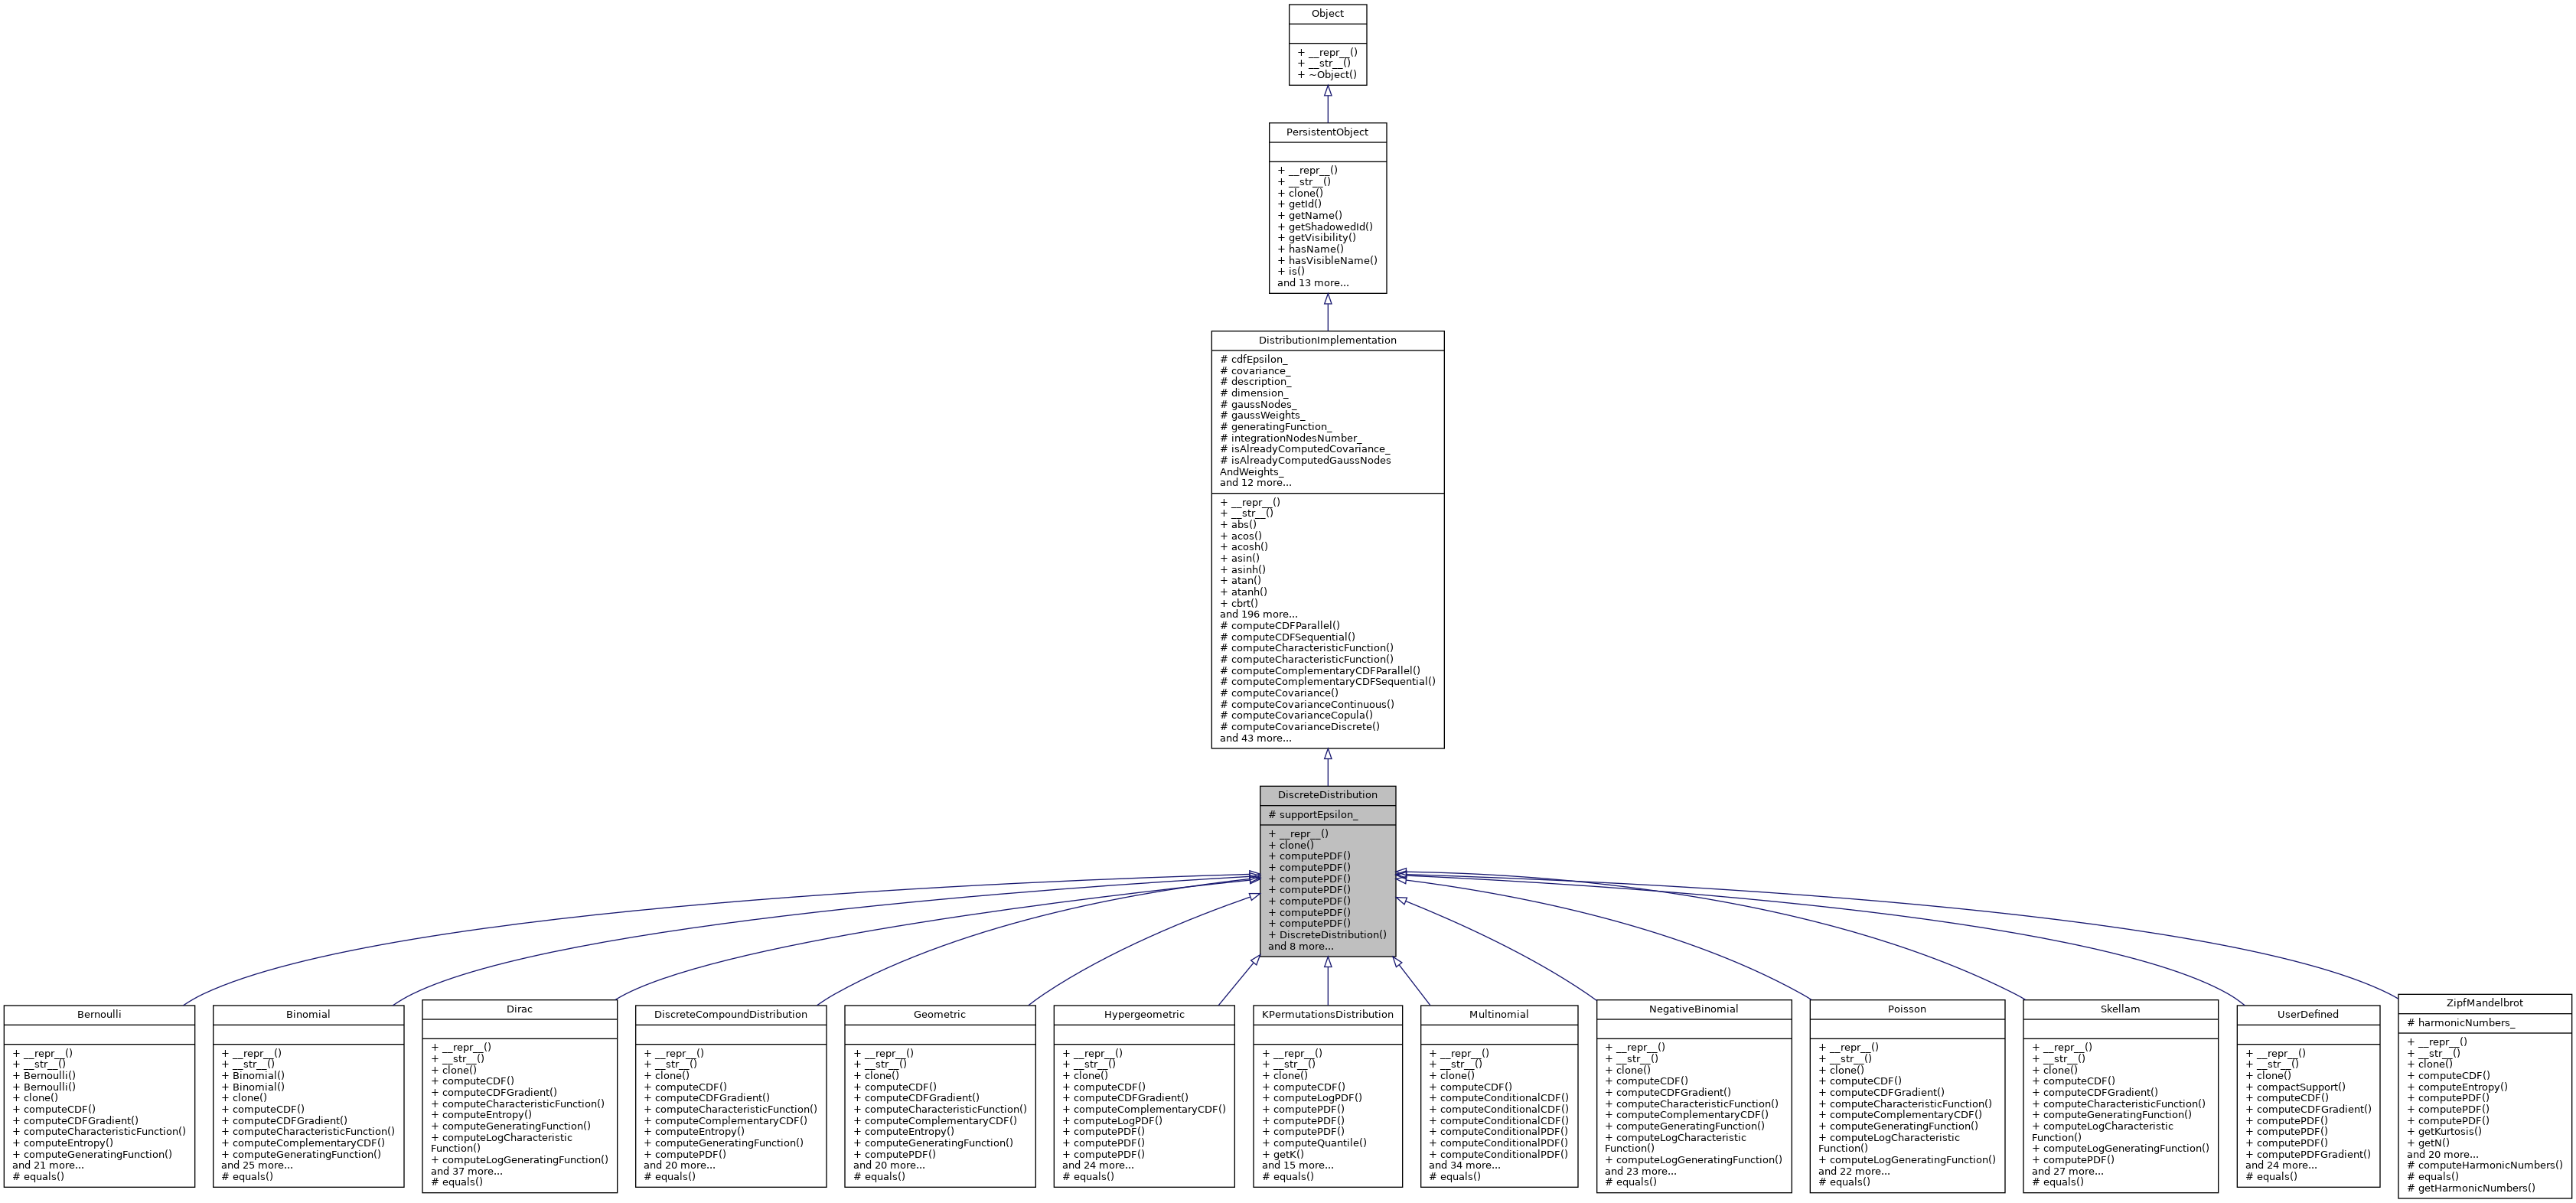 Object
+ __repr__()
+ __str__()
+ ~Object()
PersistentObject
+ __repr__()
+ __str__()
+ clone()
+ getId()
+ getName()
+ getShadowedId()
+ getVisibility()
+ hasName()
+ hasVisibleName()
+ is()
and 13 more...
DistributionImplementation
# cdfEpsilon_
# covariance_
# description_
# dimension_
# gaussNodes_
# gaussWeights_
# generatingFunction_
# integrationNodesNumber_
# isAlreadyComputedCovariance_
# isAlreadyComputedGaussNodes
AndWeights_
and 12 more...
+ __repr__()
+ __str__()
+ abs()
+ acos()
+ acosh()
+ asin()
+ asinh()
+ atan()
+ atanh()
+ cbrt()
and 196 more...
# computeCDFParallel()
# computeCDFSequential()
# computeCharacteristicFunction()
# computeCharacteristicFunction()
# computeComplementaryCDFParallel()
# computeComplementaryCDFSequential()
# computeCovariance()
# computeCovarianceContinuous()
# computeCovarianceCopula()
# computeCovarianceDiscrete()
and 43 more...
DiscreteDistribution
# supportEpsilon_
+ __repr__()
+ clone()
+ computePDF()
+ computePDF()
+ computePDF()
+ computePDF()
+ computePDF()
+ computePDF()
+ computePDF()
+ DiscreteDistribution()
and 8 more...
Bernoulli
+ __repr__()
+ __str__()
+ Bernoulli()
+ Bernoulli()
+ clone()
+ computeCDF()
+ computeCDFGradient()
+ computeCharacteristicFunction()
+ computeEntropy()
+ computeGeneratingFunction()
and 21 more...
# equals()
Binomial
+ __repr__()
+ __str__()
+ Binomial()
+ Binomial()
+ clone()
+ computeCDF()
+ computeCDFGradient()
+ computeCharacteristicFunction()
+ computeComplementaryCDF()
+ computeGeneratingFunction()
and 25 more...
# equals()
Dirac
+ __repr__()
+ __str__()
+ clone()
+ computeCDF()
+ computeCDFGradient()
+ computeCharacteristicFunction()
+ computeEntropy()
+ computeGeneratingFunction()
+ computeLogCharacteristic
Function()
+ computeLogGeneratingFunction()
and 37 more...
# equals()
DiscreteCompoundDistribution
+ __repr__()
+ __str__()
+ clone()
+ computeCDF()
+ computeCDFGradient()
+ computeCharacteristicFunction()
+ computeComplementaryCDF()
+ computeEntropy()
+ computeGeneratingFunction()
+ computePDF()
and 20 more...
# equals()
Geometric
+ __repr__()
+ __str__()
+ clone()
+ computeCDF()
+ computeCDFGradient()
+ computeCharacteristicFunction()
+ computeComplementaryCDF()
+ computeEntropy()
+ computeGeneratingFunction()
+ computePDF()
and 20 more...
# equals()
Hypergeometric
+ __repr__()
+ __str__()
+ clone()
+ computeCDF()
+ computeCDFGradient()
+ computeComplementaryCDF()
+ computeLogPDF()
+ computePDF()
+ computePDF()
+ computePDF()
and 24 more...
# equals()
KPermutationsDistribution
+ __repr__()
+ __str__()
+ clone()
+ computeCDF()
+ computeLogPDF()
+ computePDF()
+ computePDF()
+ computePDF()
+ computeQuantile()
+ getK()
and 15 more...
# equals()
Multinomial
+ __repr__()
+ __str__()
+ clone()
+ computeCDF()
+ computeConditionalCDF()
+ computeConditionalCDF()
+ computeConditionalCDF()
+ computeConditionalPDF()
+ computeConditionalPDF()
+ computeConditionalPDF()
and 34 more...
# equals()
NegativeBinomial
+ __repr__()
+ __str__()
+ clone()
+ computeCDF()
+ computeCDFGradient()
+ computeCharacteristicFunction()
+ computeComplementaryCDF()
+ computeGeneratingFunction()
+ computeLogCharacteristic
Function()
+ computeLogGeneratingFunction()
and 23 more...
# equals()
Poisson
+ __repr__()
+ __str__()
+ clone()
+ computeCDF()
+ computeCDFGradient()
+ computeCharacteristicFunction()
+ computeComplementaryCDF()
+ computeGeneratingFunction()
+ computeLogCharacteristic
Function()
+ computeLogGeneratingFunction()
and 22 more...
# equals()
Skellam
+ __repr__()
+ __str__()
+ clone()
+ computeCDF()
+ computeCDFGradient()
+ computeCharacteristicFunction()
+ computeGeneratingFunction()
+ computeLogCharacteristic
Function()
+ computeLogGeneratingFunction()
+ computePDF()
and 27 more...
# equals()
UserDefined
+ __repr__()
+ __str__()
+ clone()
+ compactSupport()
+ computeCDF()
+ computeCDFGradient()
+ computePDF()
+ computePDF()
+ computePDF()
+ computePDFGradient()
and 24 more...
# equals()
ZipfMandelbrot
# harmonicNumbers_
+ __repr__()
+ __str__()
+ clone()
+ computeCDF()
+ computeEntropy()
+ computePDF()
+ computePDF()
+ computePDF()
+ getKurtosis()
+ getN()
and 20 more...
# computeHarmonicNumbers()
# equals()
# getHarmonicNumbers()